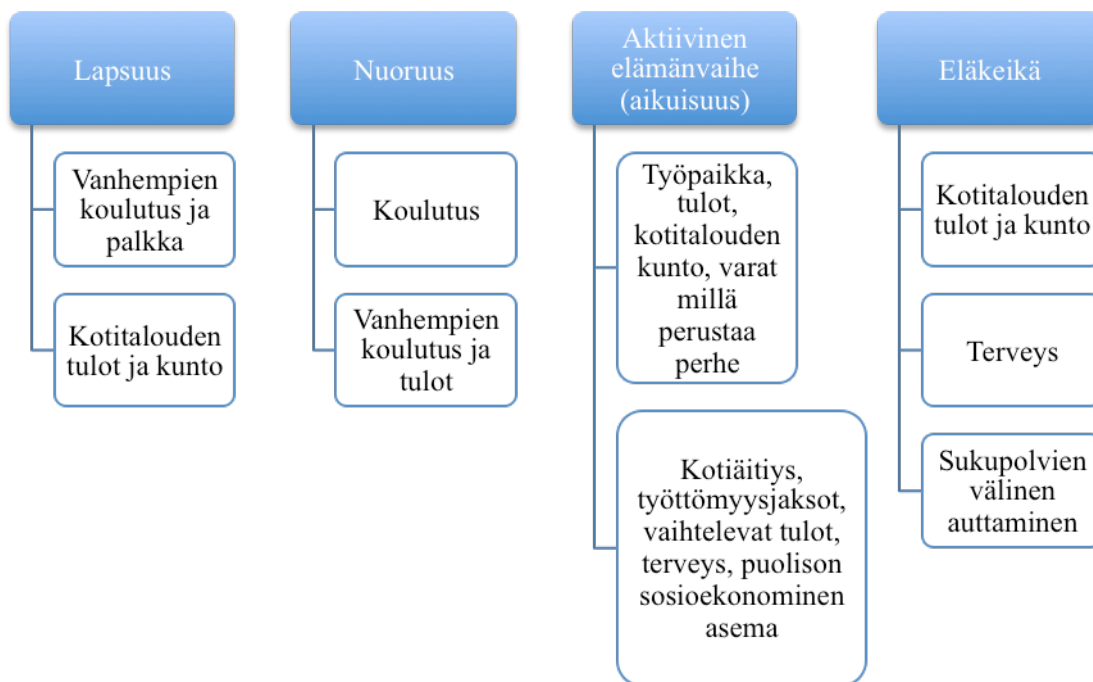 Lapsuus
Vanhempien
koulutus ja
palkka
Kotitalouden
tulot ja kunto
Nuoruus
Koulutus
Vanhempien
koulutus ja
tulot
Aktiivinen
elämänvaihe
(aikuisuus)
Työpaikka,
tulot,
kotitalouden
kunto, varat
millä
perustaa
perhe
Kotiäitiys,
työttömyysjaksot,
vaihtelevat tulot,
terveys, puolison
sosioekonominen
asema
Eläkeikä
Kotitalouden
tulot ja kunto
Terveys
Sukupolvien
välinen
auttaminen